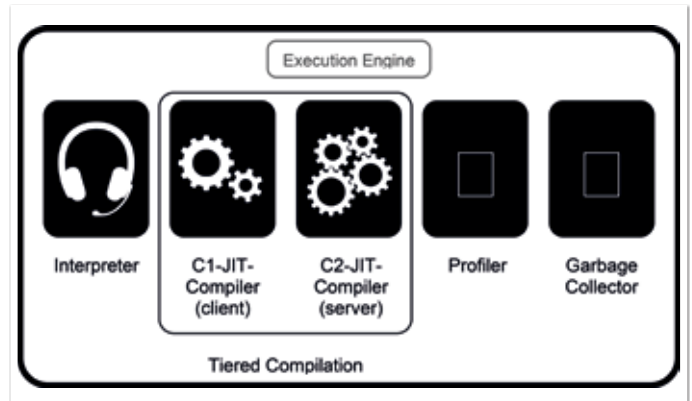 Execution Engine
Interpreter
C1-JIT-
Compiler
(client)
C2-JIT-
Compiler
(server)
Profiler
Garbage
Collector
Tiered Compilation